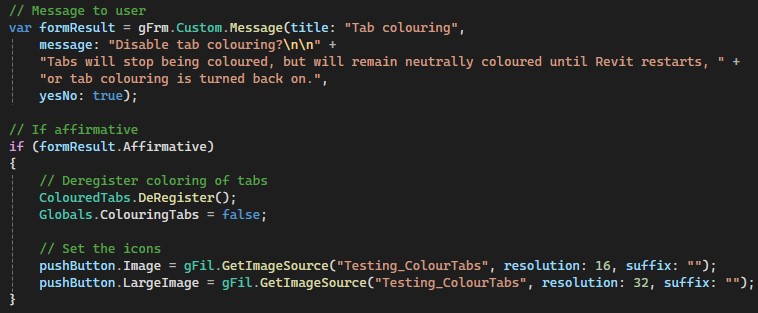 // Message to user
var formResult = gFrm.Custom.Message(title: "Tab colouring",
    message: "Disable tab colouring?\n\n" +
    "Tabs will stop being coloured, but will remain neutrally coloured until Revit restarts, " +
    "or tab colouring is turned back on.",
    yesNo: true);

// If affirmative
if (formResult.Affirmative)
{
    // Deregister coloring of tabs
    ColouredTabs.DeRegister();
    Globals.ColouringTabs = false;

    // Set the icons
    pushButton.Image = gFil.GetImageSource("Testing_ColourTabs", resolution: 16, suffix: "");
    pushButton.LargeImage = gFil.GetImageSource("Testing_ColourTabs", resolution: 32, suffix: "");
}